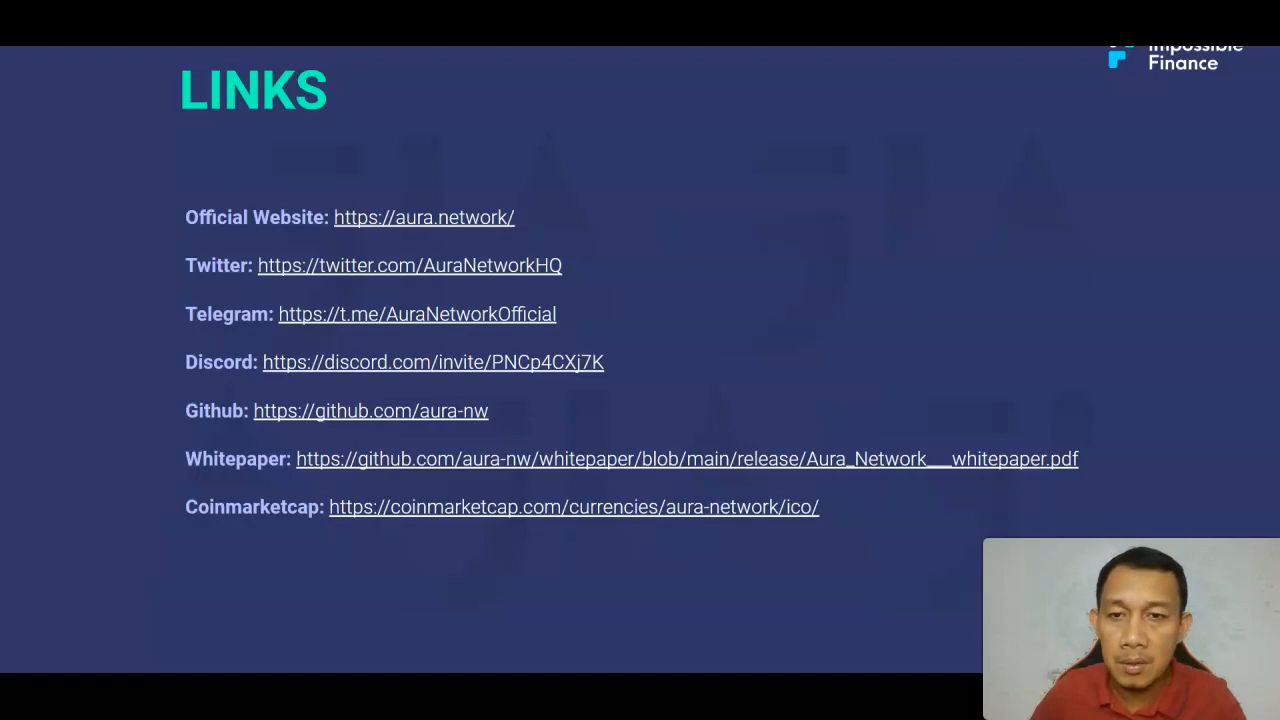 Impossible
Finance
LINKS
Official Website: https://aura.network/
Twitter: https://twitter.com/AuraNetworkHQ
Telegram: https://t.me/AuraNetworkOfficial
Discord: https://discord.com/invite/PNCp4CXj7K
Github: https://github.com/aura-nw
Whitepaper: https://github.com/aura-nw/whitepaper/blob/main/release/Aura_Network___whitepaper.pdf
Coinmarketcap: https://coinmarketcap.com/currencies/aura-network/ico/